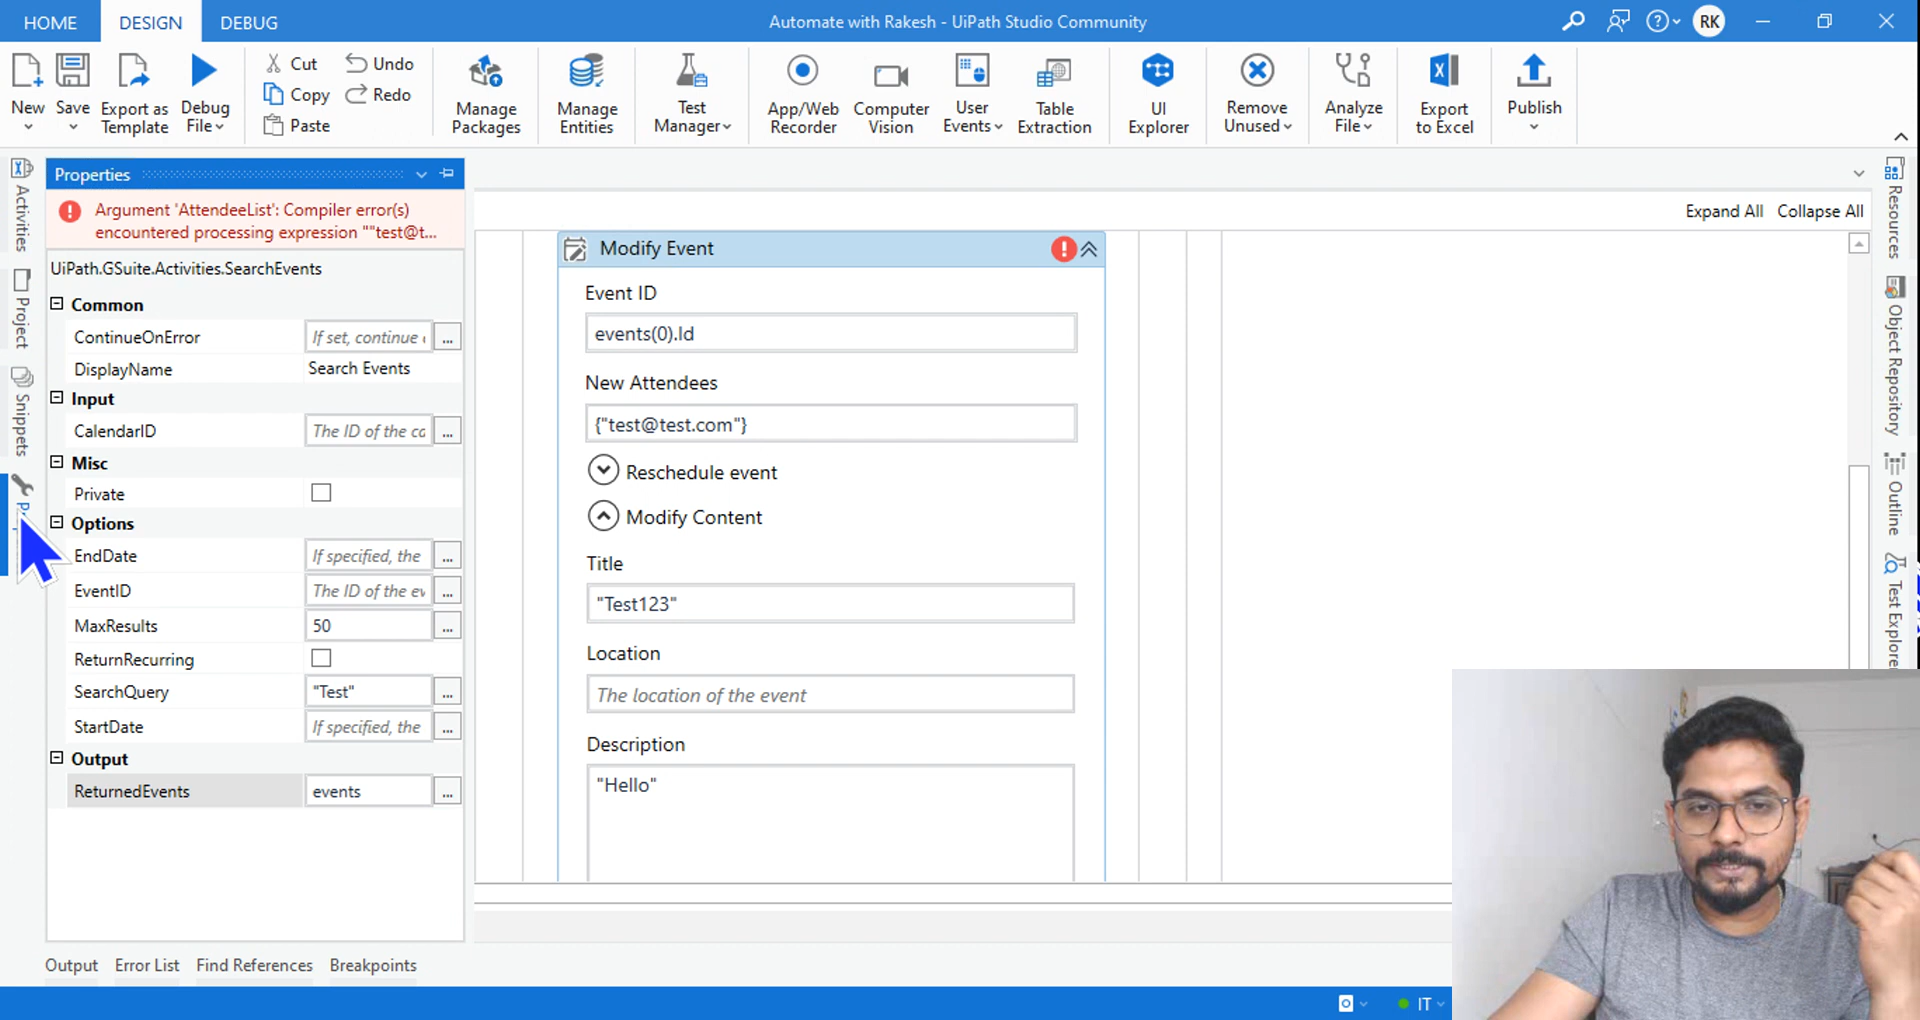 HOME DESIGN DEBUG
Automate with Rakesh - UiPath Studio Community
RK
New
Save
Export as
Template
Debug
File
Cut
Copy
Paste
Undo
Redo
Manage
Packages
Manage
Entities
Test
Manager
App/Web
Recorder
Computer
Vision
User
Events
Table
Extraction
UI
Explorer
Remove
Unused
Analyze
File
Export
to Excel
Publish
Activities
Project
Snippets
Properties
Argument 'AttendeeList': Compiler error(s)
encountered processing expression ""test@t...
UiPath.GSuite.Activities.SearchEvents
Common
ContinueOnError If set, continue ...
DisplayName Search Events
Input
CalendarID The ID of the ca ...
Misc
Private
Options
EndDate If specified, the ...
EventID The ID of the ev ...
MaxResults 50 ...
ReturnRecurring
SearchQuery "Test" ...
StartDate If specified, the ...
Output
ReturnedEvents events ...
Expand All Collapse All
Modify Event
Event ID
events(0).Id
New Attendees
{"test@test.com"}
Reschedule event
Modify Content
Title
"Test123"
Location
The location of the event
Description
"Hello"
Resources
Object Repository
Outline
Test Explorer
Output Error List Find References Breakpoints
IT